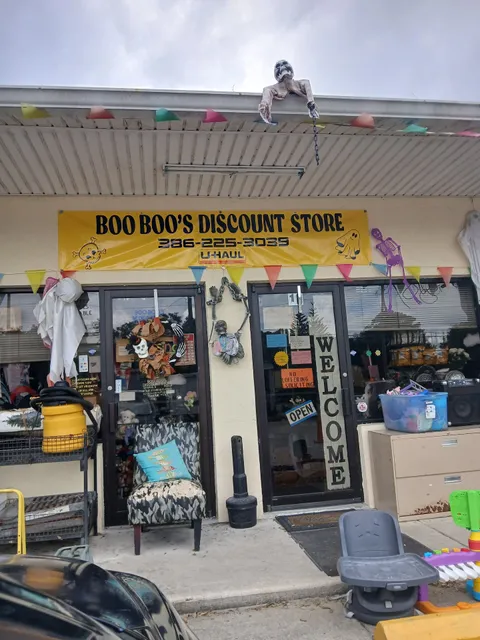 BOO BOO'S DISCOUNT STORE
386-225-3039
U-HAUL
WELCOME
OPEN